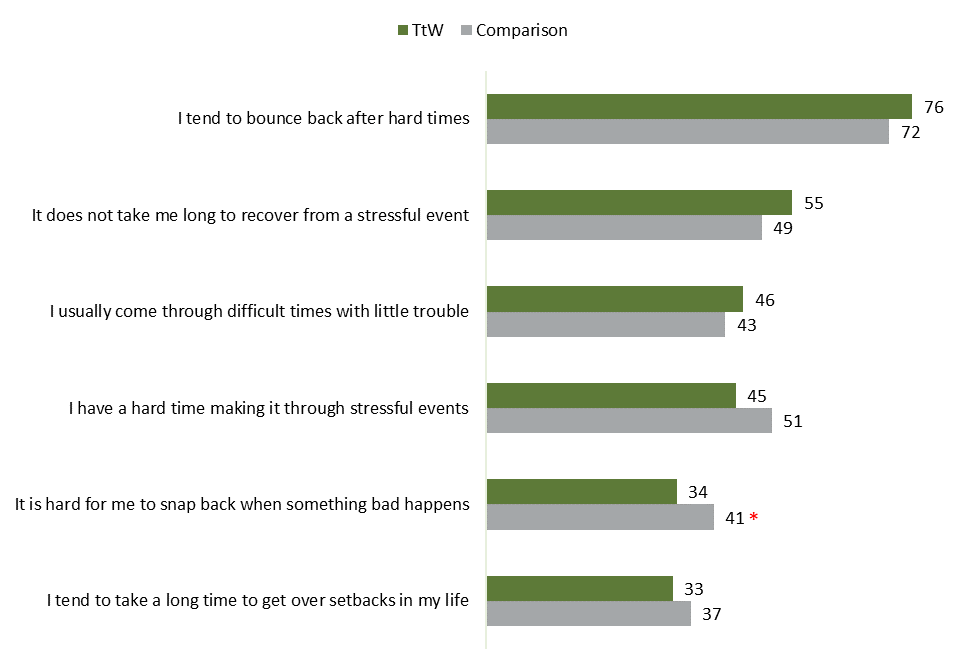 TtW Comparison
I tend to bounce back after hard times
76
72
It does not take me long to recover from a stressful event
55
49
I usually come through difficult times with little trouble
46
43
I have a hard time making it through stressful events
45
51
It is hard for me to snap back when something bad happens
34
41 *
I tend to take a long time to get over setbacks in my life
33
37